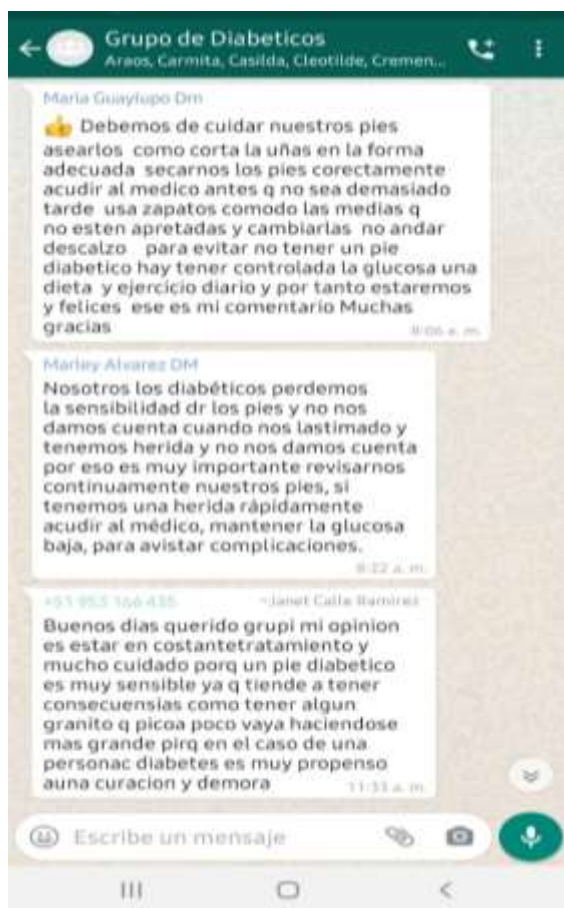 Grupo de Diabeticos
Araos, Carmita, Casilda, Cleotilde, Cremen...
Maria Guaylupo Dm
👍 Debemos de cuidar nuestros pies
asearlos como corta la uñas en la forma
adecuada secarnos los pies corectamente
acudir al medico antes q no sea demasiado
tarde usa zapatos comodo las medias q
no esten apretadas y cambiarlas no andar
descalzo para evitar no tener un pie
diabetico hay tener controlada la glucosa una
dieta y ejercicio diario y por tanto estaremos
y felices ese es mi comentario Muchas
gracias
a. m.
Marley Alvarez DM
Nosotros los diabéticos perdemos
la sensibilidad dr los pies y no nos
damos cuenta cuando nos lastimado y
tenemos herida y no nos damos cuenta
por eso es muy importante revisarnos
continuamente nuestros pies, si
tenemos una herida rápidamente
acudir al médico, mantener la glucosa
baja, para avistar complicaciones.
8:22 a. m.
+51 953 166 435 ~Janet Calle Ramirez
Buenos dias querido grupi mi opinion
es estar en costantetratamiento y
mucho cuidado porq un pie diabetico
es muy sensible ya q tiende a tener
consecuensias como tener algun
granito q picoa poco vaya haciendose
mas grande pirq en el caso de una
personac diabetes es muy propenso
auna curacion y demora
11:33 a. m.
Escribe un mensaje